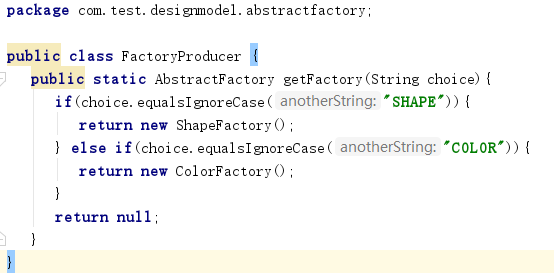 package com.test.designmodel.abstractfactory;
public class FactoryProducer {
public static AbstractFactory getFactory(String choice){
if(choice.equalsIgnoreCase( anotherString: "SHAPE")){
return new ShapeFactory();
} else if(choice.equalsIgnoreCase( anotherString: "COLOR")){
return new ColorFactory();
}
return null;
}
}